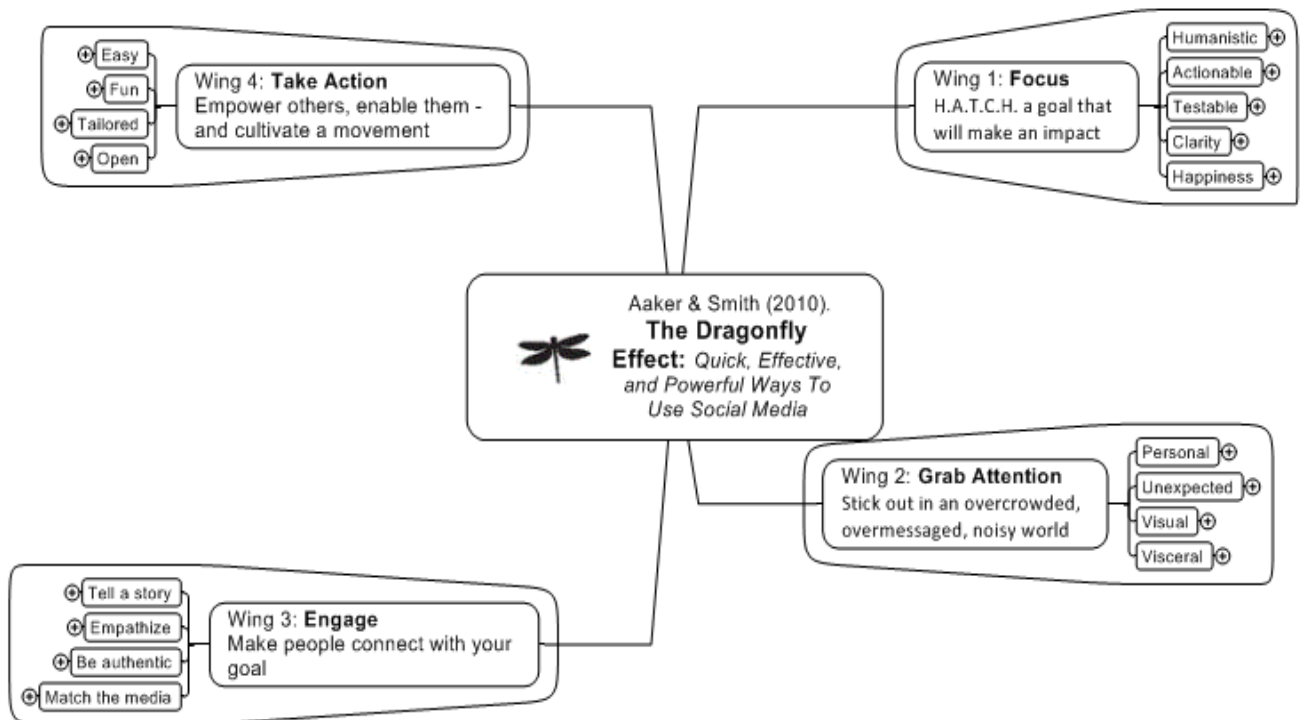 Aaker & Smith (2010).
The Dragonfly
Effect: Quick, Effective,
and Powerful Ways To
Use Social Media
Wing 1: Focus
H.A.T.C.H. a goal that
will make an impact
Humanistic
Actionable
Testable
Clarity
Happiness
Wing 2: Grab Attention
Stick out in an overcrowded,
overmessaged, noisy world
Personal
Unexpected
Visual
Visceral
Wing 3: Engage
Make people connect with your
goal
Tell a story
Empathize
Be authentic
Match the media
Wing 4: Take Action
Empower others, enable them -
and cultivate a movement
Easy
Fun
Tailored
Open